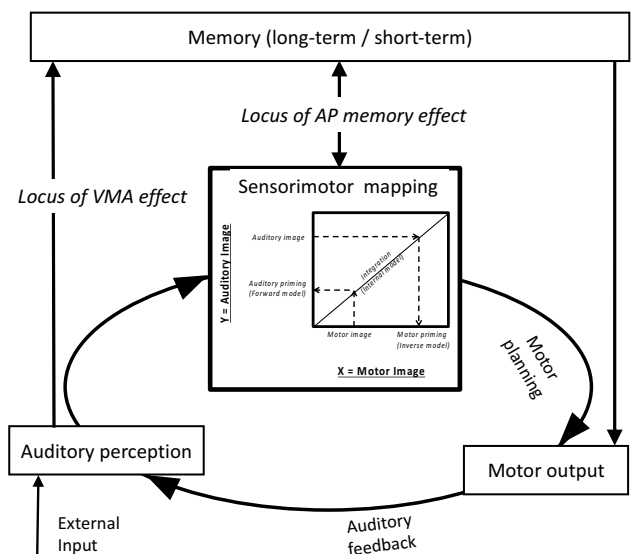 Memory (long-term / short-term)
Locus of AP memory effect
Locus of VMA effect
Sensorimotor mapping
Y = Auditory Image
Auditory image
Integration
(Internal model)
Auditory priming
(Forward model)
Motor image
Motor priming
(Inverse model)
X = Motor Image
Motor
planning
Auditory perception
Motor output
External
Input
Auditory
feedback